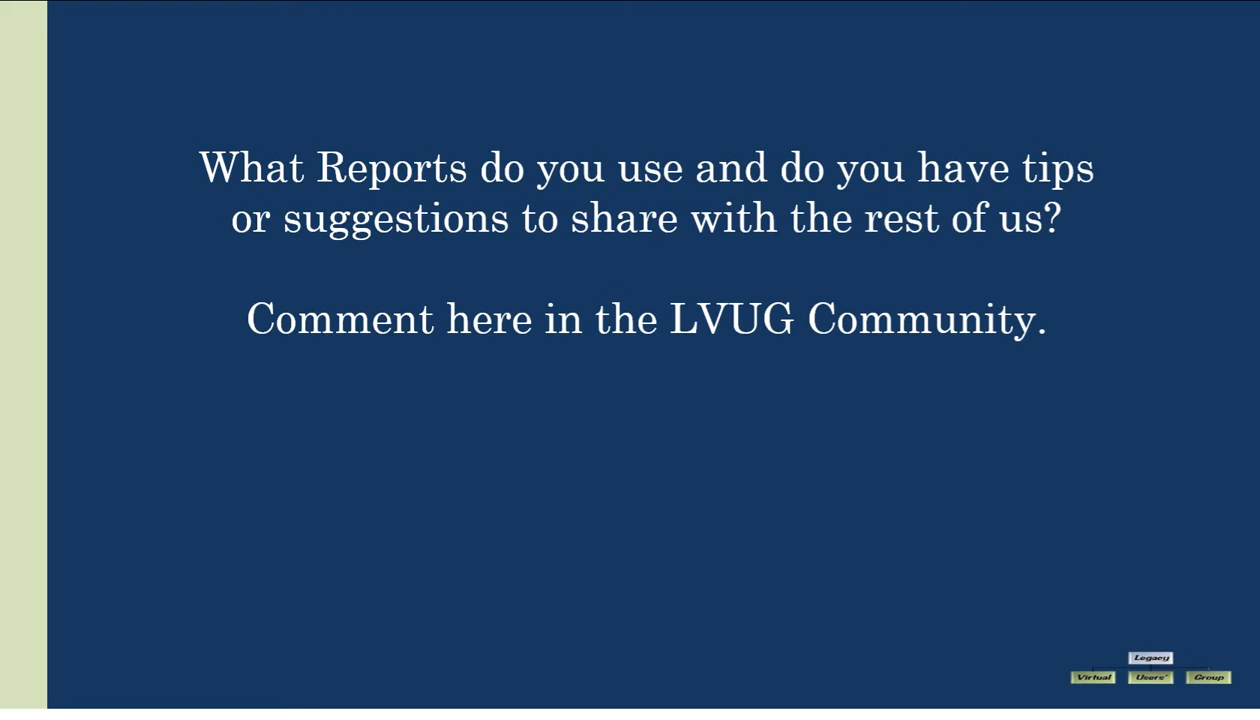 What Reports do you use and do you have tips
or suggestions to share with the rest of us?
Comment here in the LVUG Community.
Legacy
Virtual Users' Group